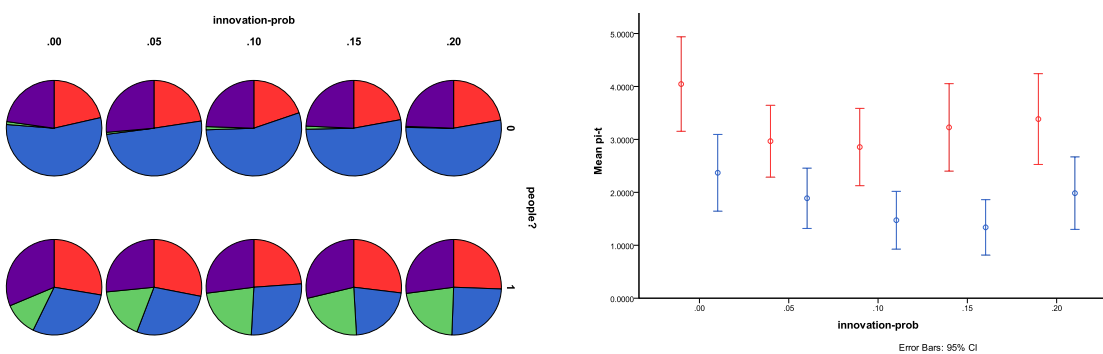 innovation-prob
.00 .05 .10 .15 .20
0
people?
1
5.0000
4.0000
3.0000
2.0000
1.0000
0.0000
Mean pi-t
.00 .05 .10 .15 .20
innovation-prob
Error Bars: 95% CI